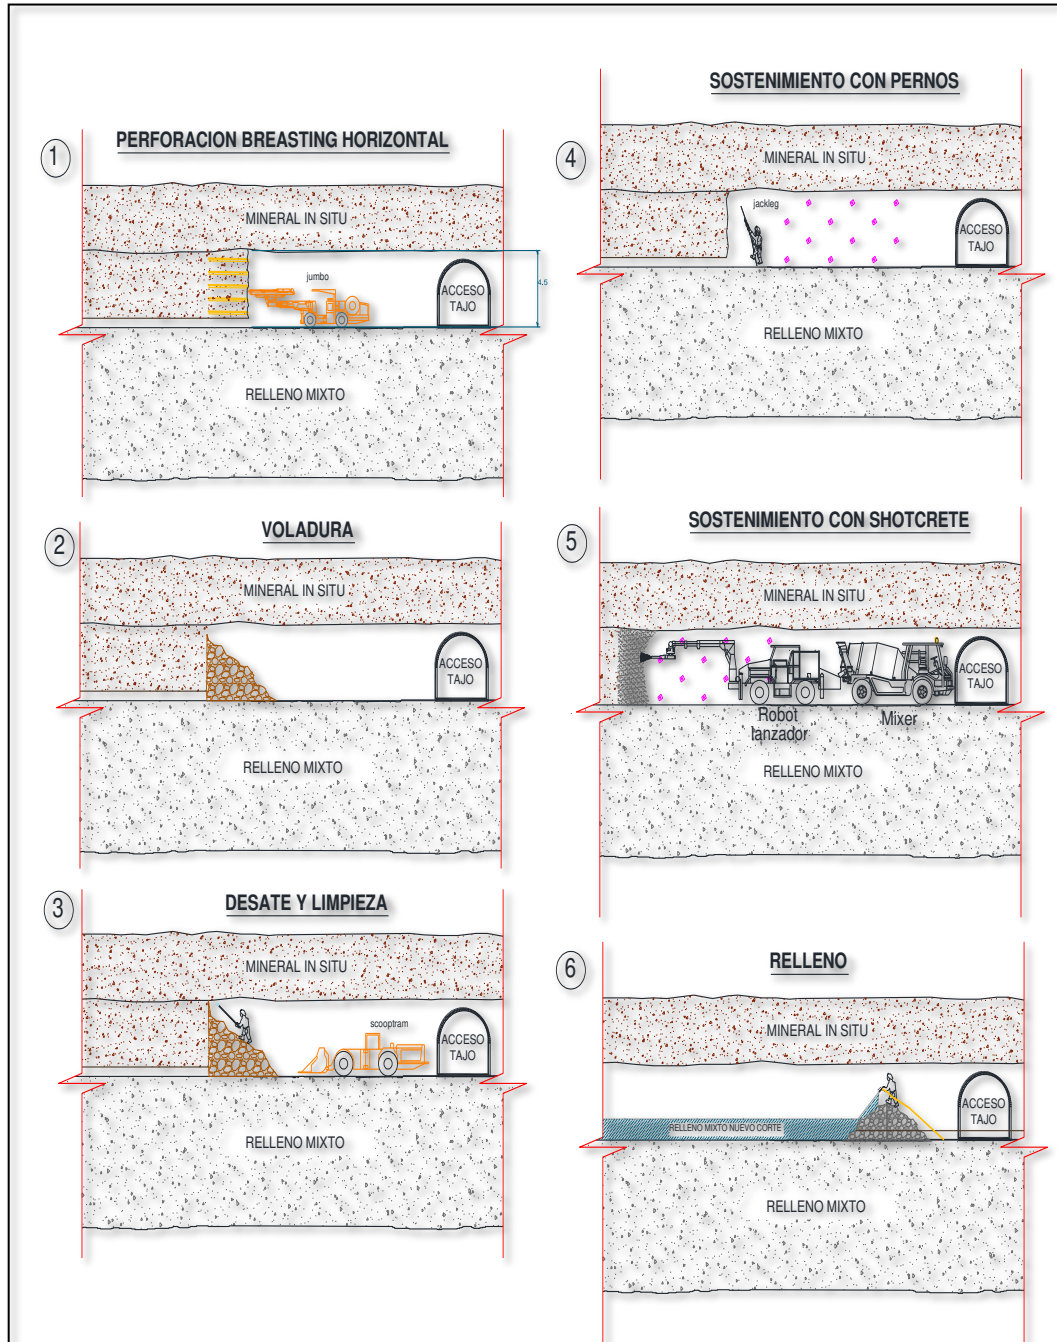 1
PERFORACION BREASTING HORIZONTAL
MINERAL IN SITU
jumbo
4.5
ACCESO
TAJO
RELLENO MIXTO
2
VOLADURA
MINERAL IN SITU
ACCESO
TAJO
RELLENO MIXTO
3
DESATE Y LIMPIEZA
MINERAL IN SITU
scooptram
ACCESO
TAJO
RELLENO MIXTO
4
SOSTENIMIENTO CON PERNOS
MINERAL IN SITU
jackleg
ACCESO
TAJO
RELLENO MIXTO
5
SOSTENIMIENTO CON SHOTCRETE
MINERAL IN SITU
ACCESO
TAJO
Robot
lanzador
Mixer
RELLENO MIXTO
6
RELLENO
MINERAL IN SITU
ACCESO
TAJO
RELLENO MIXTO NUEVO CORTE
RELLENO MIXTO